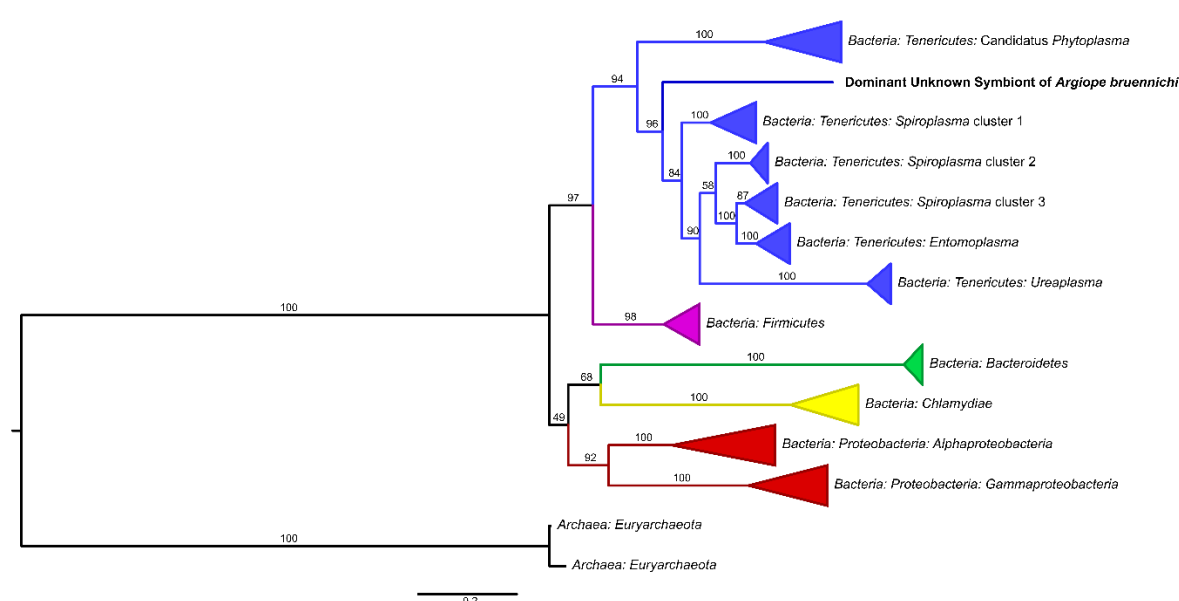 100
Bacteria: Tenericutes: Candidatus Phytoplasma
94
Dominant Unknown Symbiont of Argiope bruennichi
96
100
Bacteria: Tenericutes: Spiroplasma cluster 1
100
Bacteria: Tenericutes: Spiroplasma cluster 2
84
58
87
Bacteria: Tenericutes: Spiroplasma cluster 3
97
100
90
100
Bacteria: Tenericutes: Entomoplasma
100
Bacteria: Tenericutes: Ureaplasma
100
98
Bacteria: Firmicutes
100
Bacteria: Bacteroidetes
68
100
Bacteria: Chlamydiae
49
100
Bacteria: Proteobacteria: Alphaproteobacteria
92
100
Bacteria: Proteobacteria: Gammaproteobacteria
Archaea: Euryarchaeota
100
Archaea: Euryarchaeota
0.2